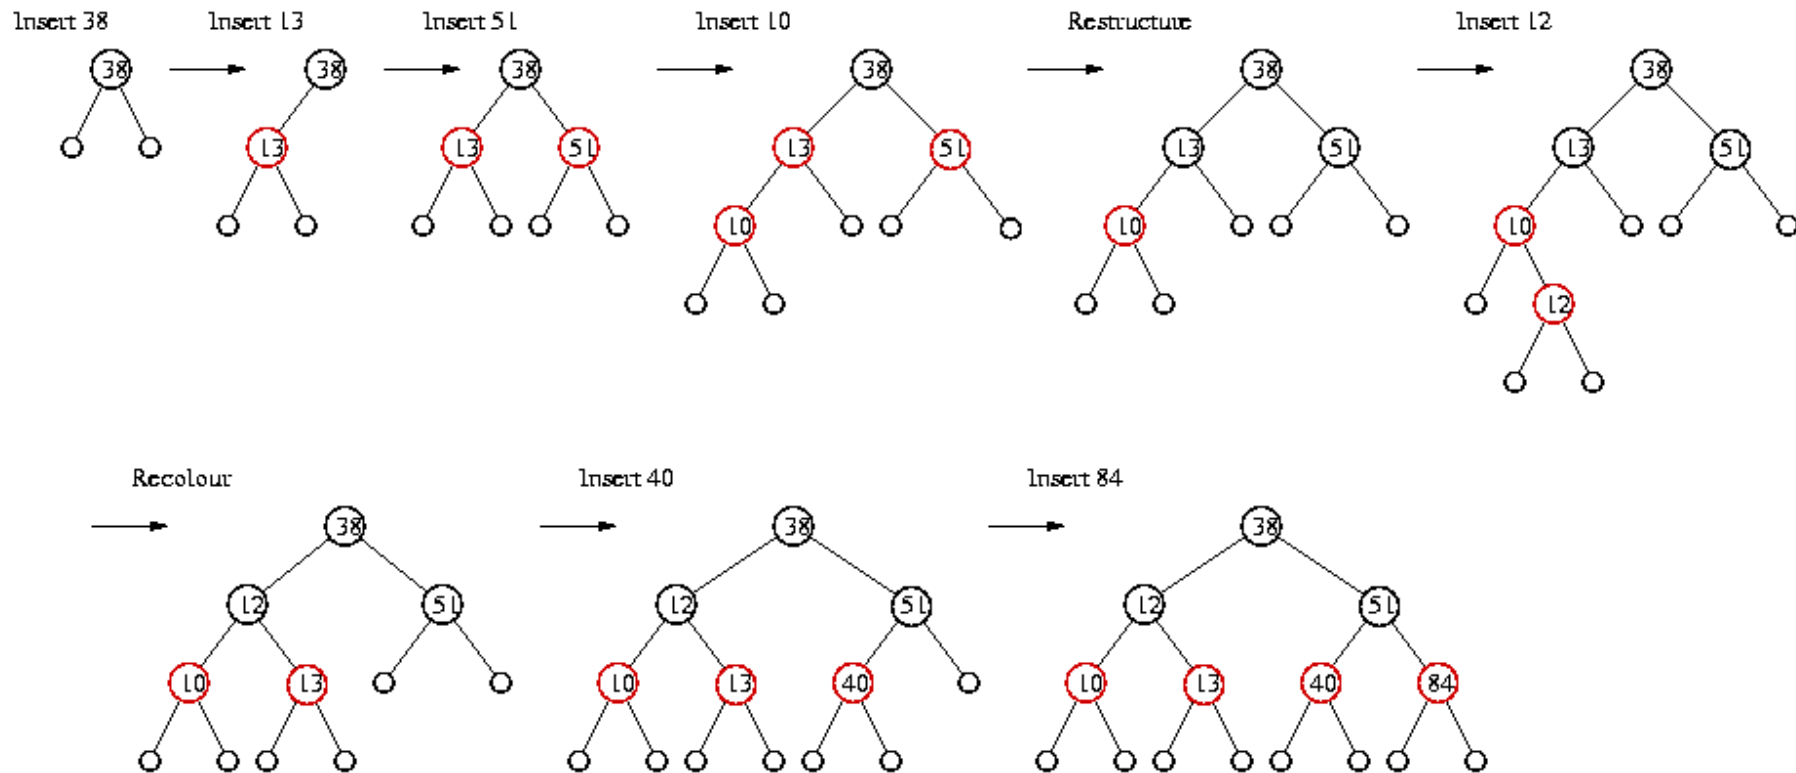 Insert 38 Insert 13 Insert 51 Insert 10 Restructure Insert 12
38 38 38 38 38 38
13 13 51 13 51 13 51 13 51
10 10 10
12
Recolour Insert 40 Insert 84
38 38 38
12 51 12 51 12 51
10 13 10 13 40 10 13 40 84